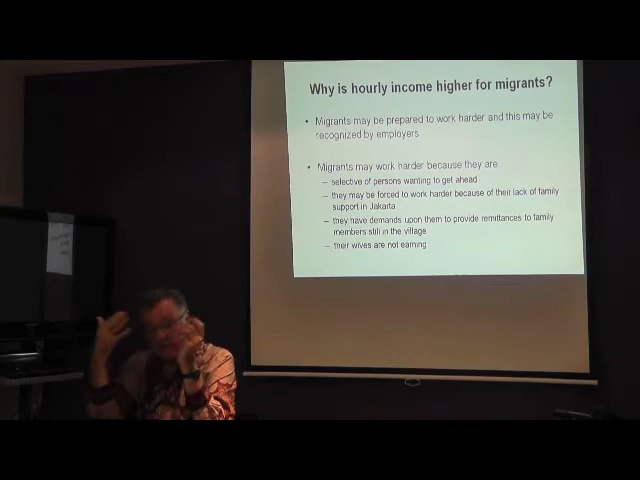 Why is hourly income higher for migrants?
• Migrants may be prepared to work harder and this may be
recognized by employers
• Migrants may work harder because they are
– selective of persons wanting to get ahead
– they may be forced to work harder because of their lack of family
support in Jakarta
– they have demands upon them to provide remittances to family
members still in the village
– their wives are not earning